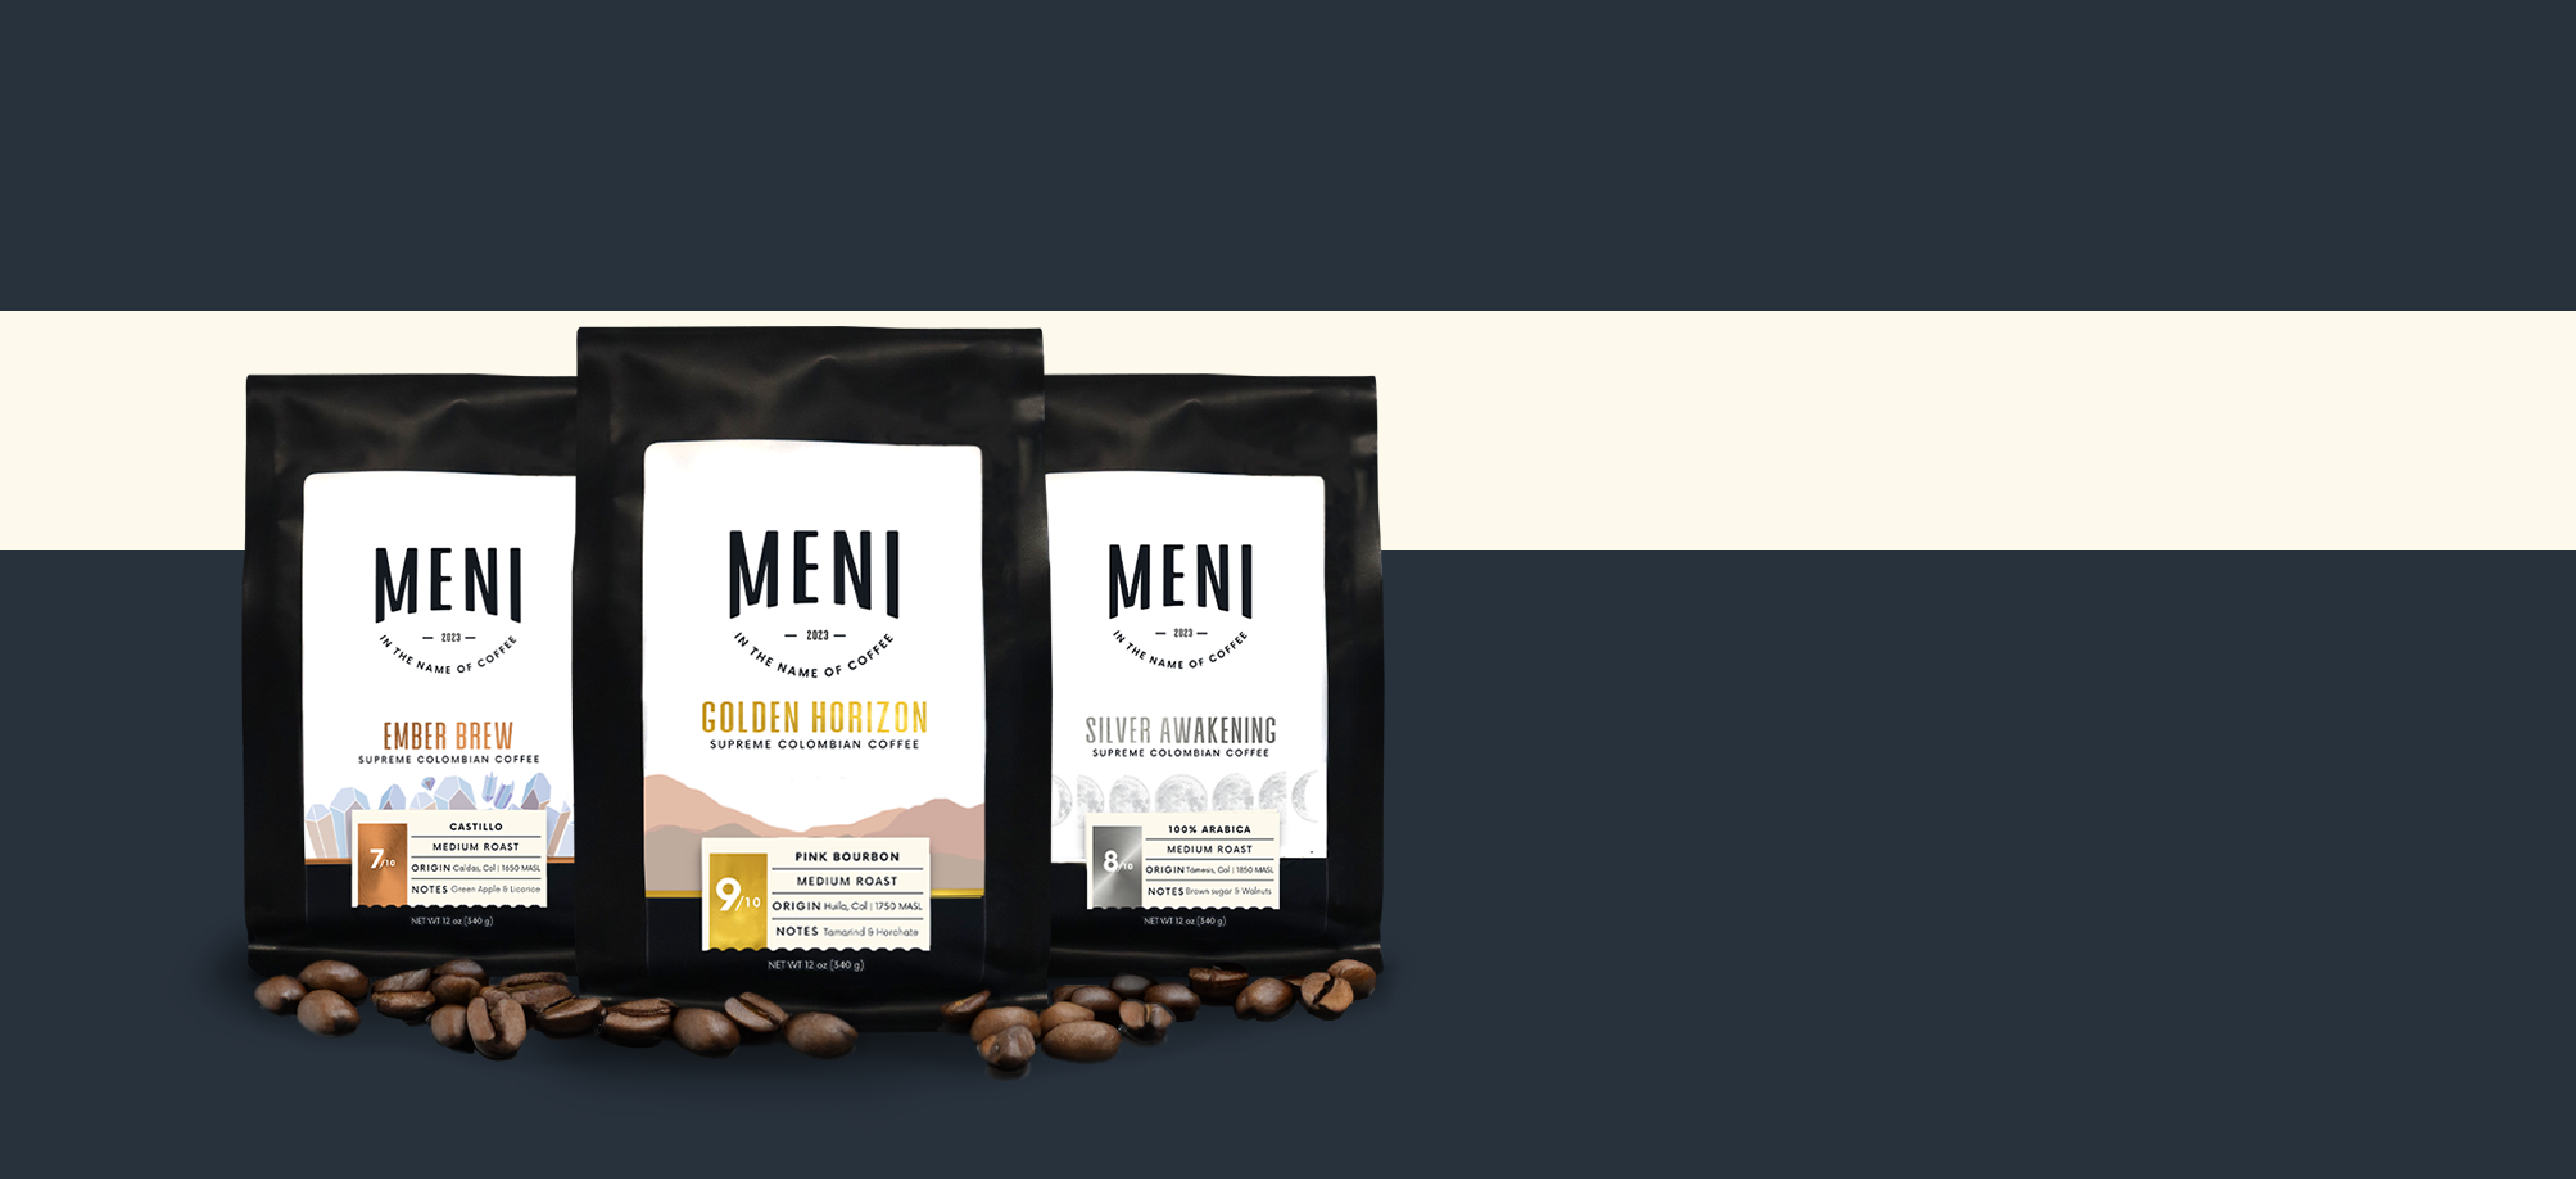 MENI
— 2023 —
IN THE NAME OF COFFEE
EMBER BREW
SUPREME COLOMBIAN COFFEE
7/10
CASTILLO
MEDIUM ROAST
ORIGIN Caldas, Col | 1650 MASL
NOTES Green Apple & Licorice
NET WT 12 oz (340 g)
MENI
— 2023 —
IN THE NAME OF COFFEE
GOLDEN HORIZON
SUPREME COLOMBIAN COFFEE
9/10
PINK BOURBON
MEDIUM ROAST
ORIGIN Huila, Col | 1750 MASL
NOTES Tamarind & Horchate
NET WT 12 oz (340 g)
MENI
— 2023 —
IN THE NAME OF COFFEE
SILVER AWAKENING
SUPREME COLOMBIAN COFFEE
8/10
100% ARABICA
MEDIUM ROAST
ORIGIN Támesis, Col | 1850 MASL
NOTES Brown sugar & Walnuts
NET WT 12 oz (340 g)